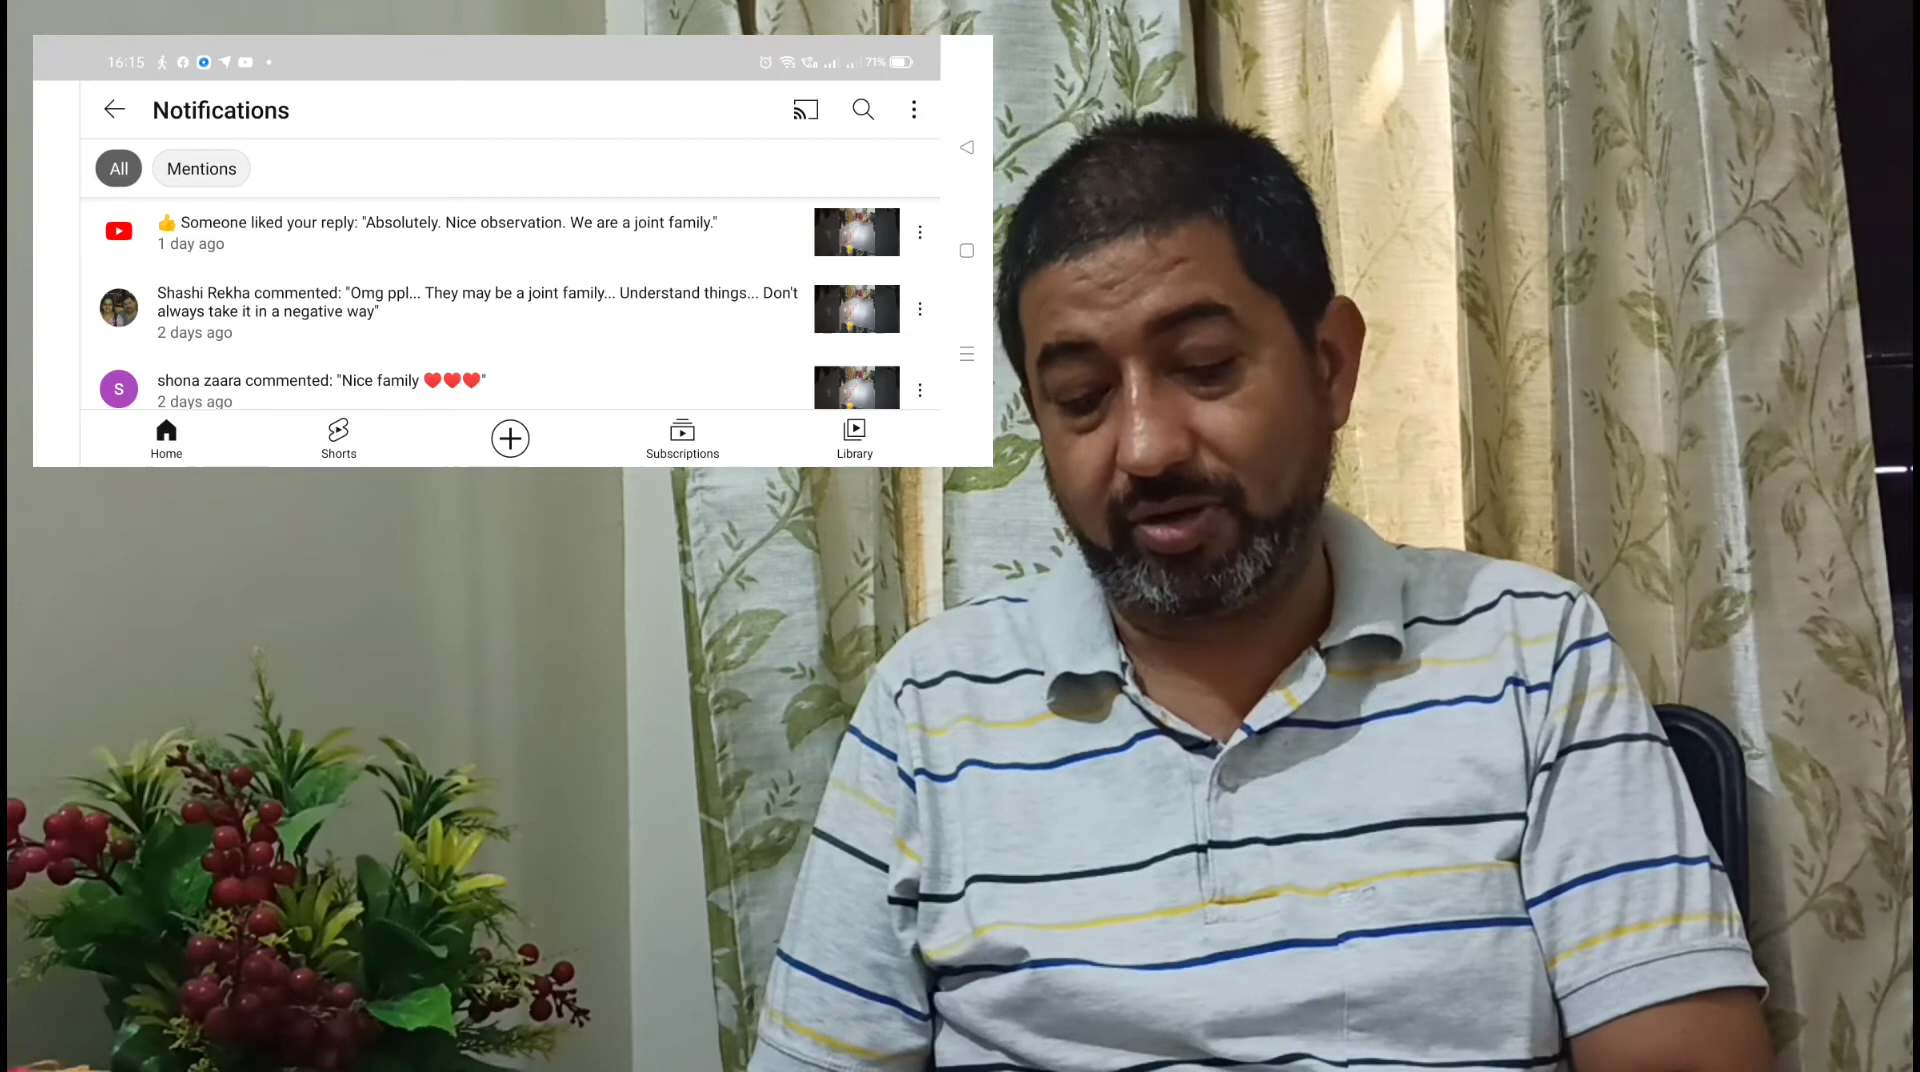 16:15
71%
Notifications
All
Mentions
👍 Someone liked your reply: "Absolutely. Nice observation. We are a joint family."
1 day ago
Shashi Rekha commented: "Omg ppl... They may be a joint family... Understand things... Don't
always take it in a negative way"
2 days ago
S
shona zaara commented: "Nice family ♥️♥️♥️"
2 days ago
Home
Shorts
Subscriptions
Library